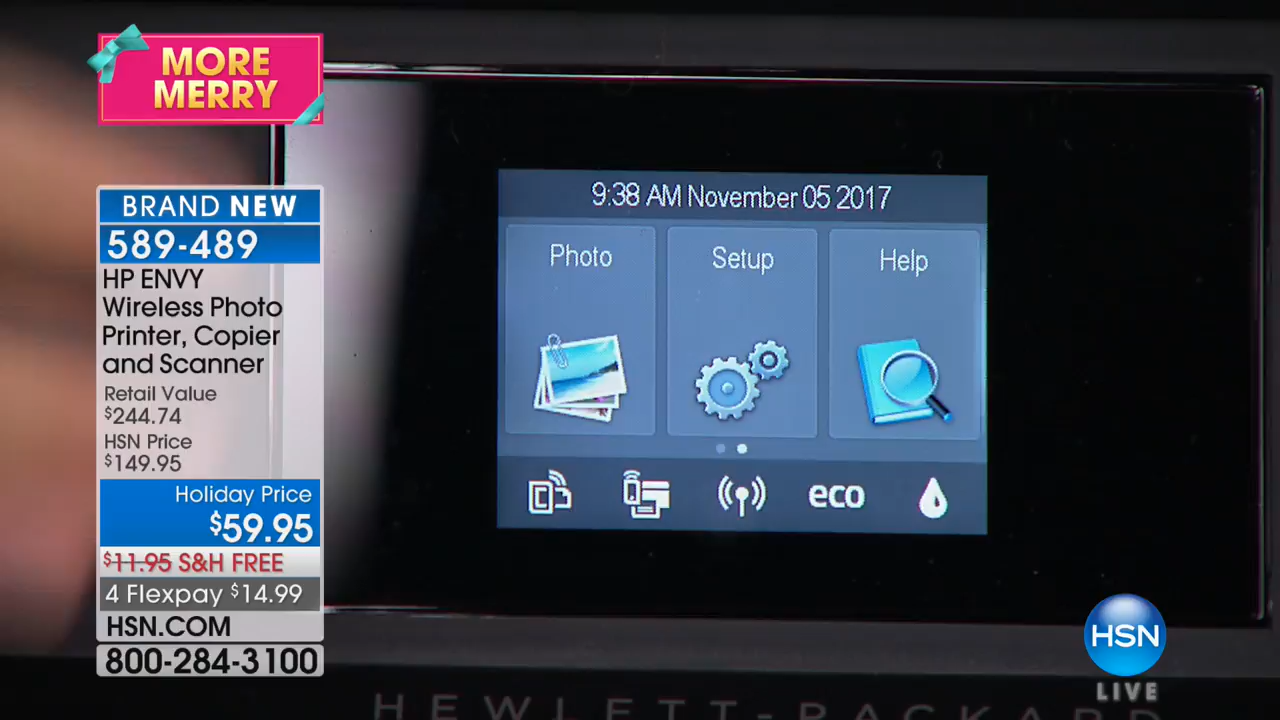 MORE
MERRY
BRAND NEW
589-489
HP ENVY
Wireless Photo
Printer, Copier
and Scanner
Retail Value
$244.74
HSN Price
$149.95
Holiday Price
$59.95
$11.95 S&H FREE
4 Flexpay $14.99
HSN.COM
800-284-3100
9:38 AM November 05 2017
Photo
Setup
Help
eco
HSN
LIVE
HEWLETT-PACKARD